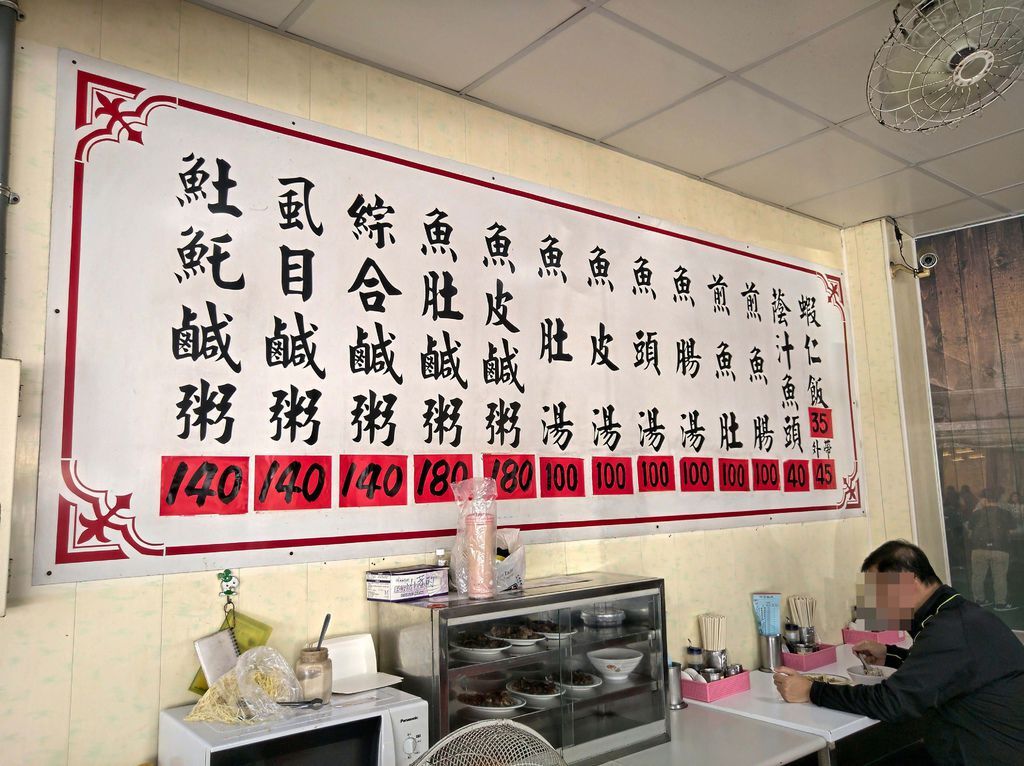 魠魠鹹粥 140
虱目鹹粥 140
綜合鹹粥 140
魚肚鹹粥 180
魚皮鹹粥 180
魚肚湯 100
魚皮湯 100
魚頭湯 100
魚腸湯 100
煎魚肚 100
煎魚腸 100
蔭汁魚頭 40
蝦仁飯 35
外帶 45
Panasonic